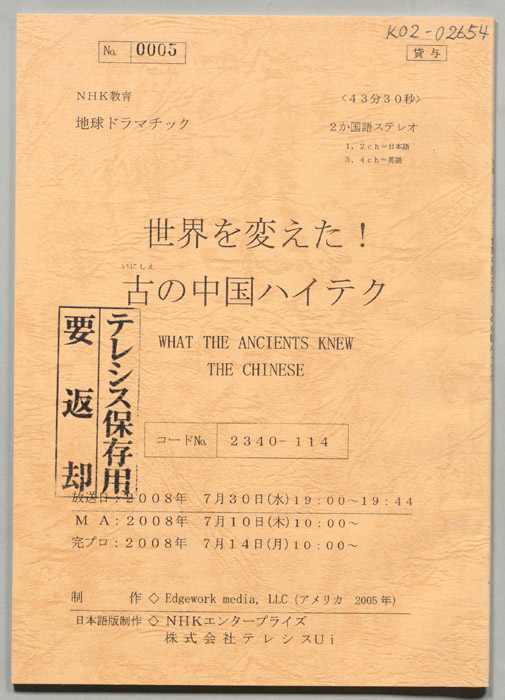 K02-02654
No. 0005
貸与
NHK教育
〈43分30秒〉
地球ドラマチック
2か国語ステレオ
1，2ch＝日本語
3，4ch＝英語
世界を変えた！
いにしえ
古の中国ハイテク
WHAT THE ANCIENTS KNEW
THE CHINESE
テレシス保存用
要返却
コードNo. 2340-114
放送日：2008年 7月30日(水)19：00～19：44
MA：2008年 7月10日(木)10：00～
完プロ：2008年 7月14日(月)10：00～
制作◇Edgework media, LLC (アメリカ 2005年)
日本語版制作◇NHKエンタープライズ
株式会社テレシスUi